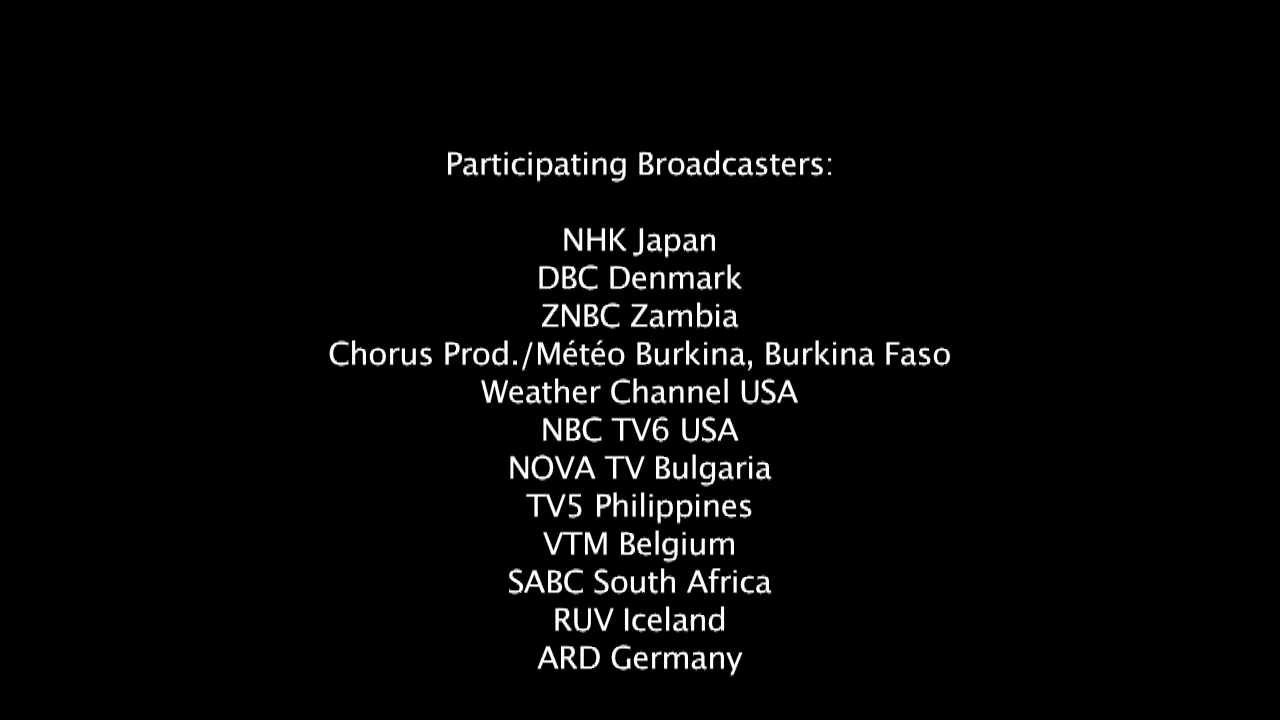 Participating Broadcasters:
NHK Japan
DBC Denmark
ZNBC Zambia
Chorus Prod./Météo Burkina, Burkina Faso
Weather Channel USA
NBC TV6 USA
NOVA TV Bulgaria
TV5 Philippines
VTM Belgium
SABC South Africa
RUV Iceland
ARD Germany